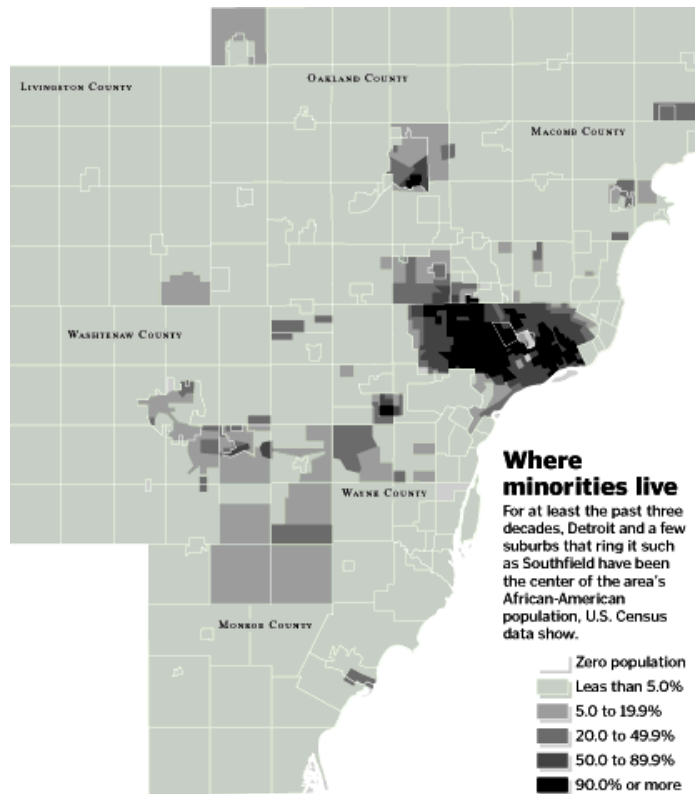 LIVINGSTON COUNTY
OAKLAND COUNTY
MACOMB COUNTY
WASHTENAW COUNTY
WAYNE COUNTY
MONROE COUNTY
Where
minorities live
For at least the past three
decades, Detroit and a few
suburbs that ring it such
as Southfield have been
the center of the area's
African-American
population, U.S. Census
data show.
Zero population
Leas than 5.0%
5.0 to 19.9%
20.0 to 49.9%
50.0 to 89.9%
90.0% or more